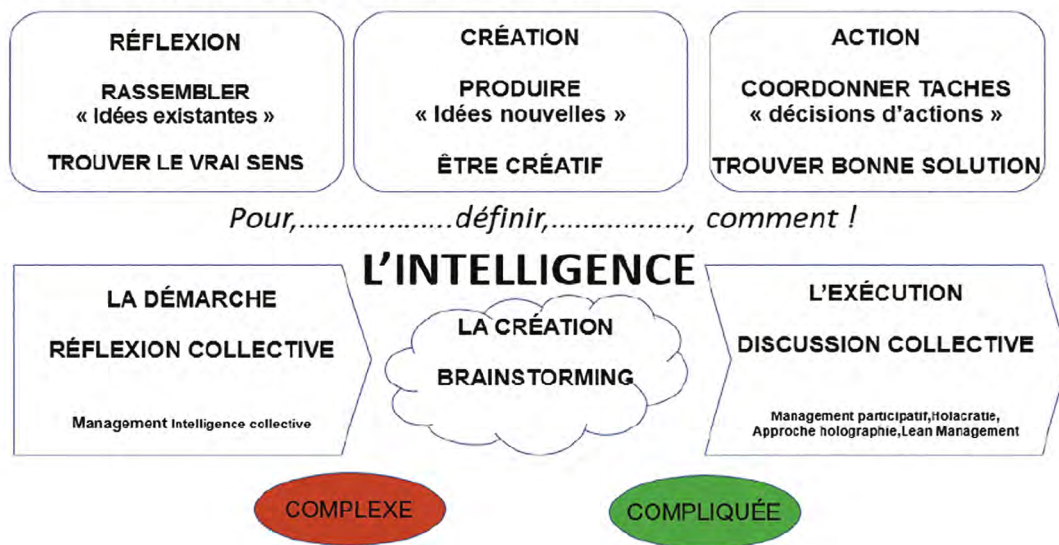 RÉFLEXION
RASSEMBLER
« Idées existantes »
TROUVER LE VRAI SENS
CRÉATION
PRODUIRE
« Idées nouvelles »
ÊTRE CRÉATIF
ACTION
COORDONNER TACHES
« décisions d'actions »
TROUVER BONNE SOLUTION
Pour,...................définir,................, comment !
L'INTELLIGENCE
LA DÉMARCHE
RÉFLEXION COLLECTIVE
Management Intelligence collective
LA CRÉATION
BRAINSTORMING
L'EXÉCUTION
DISCUSSION COLLECTIVE
Management participatif,Holacratie,
Approche holographie,Lean Management
COMPLEXE
COMPLIQUÉE